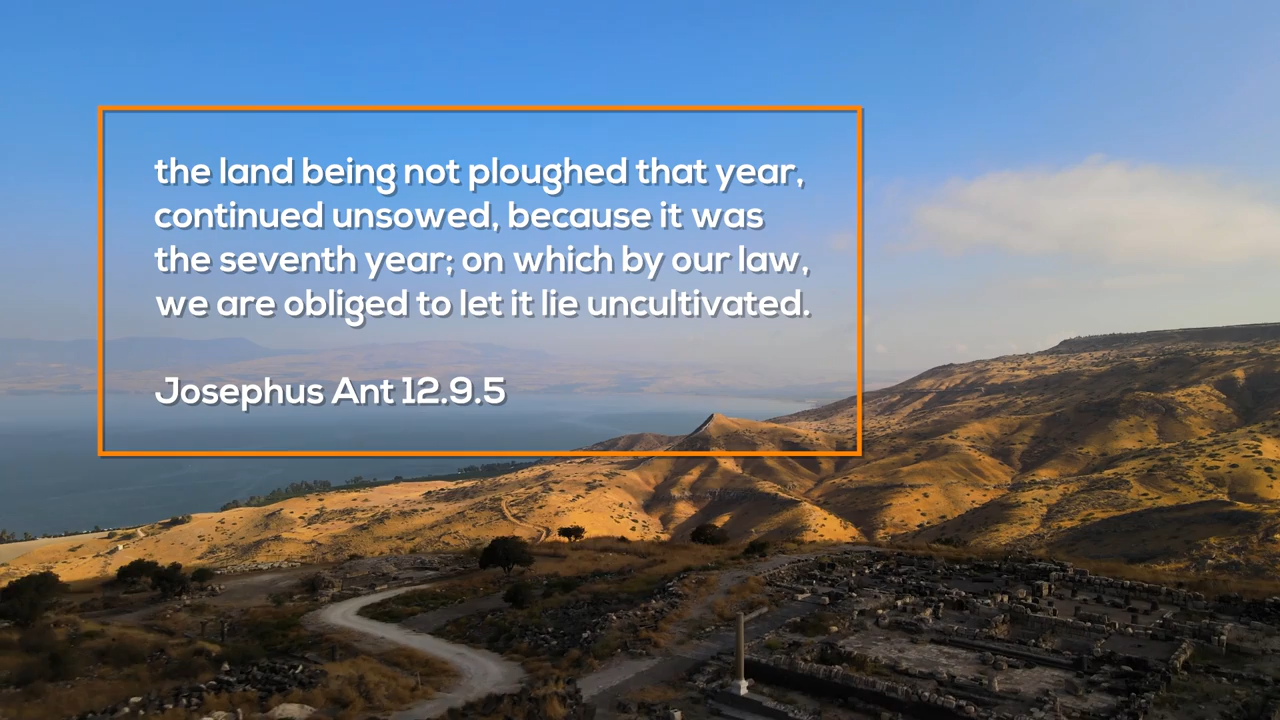 the land being not ploughed that year,
continued unsowed, because it was
the seventh year; on which by our law,
we are obliged to let it lie uncultivated.
Josephus Ant 12.9.5